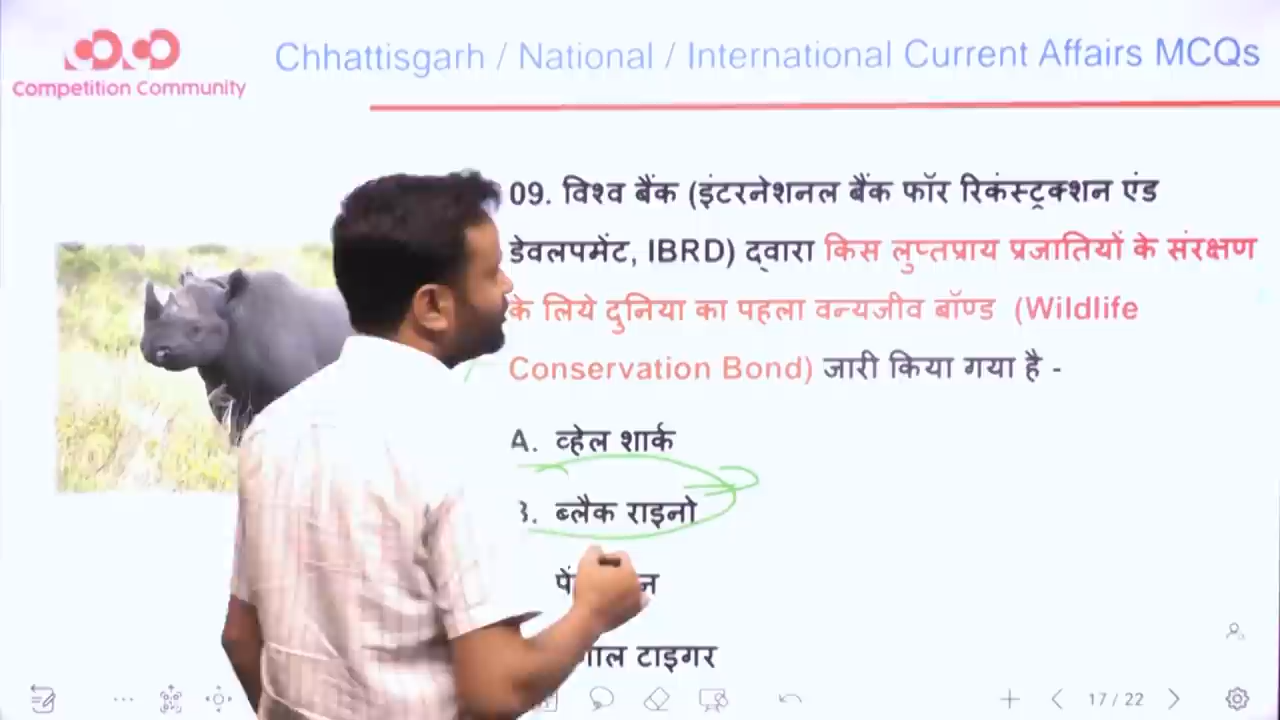 Competition Community
Chhattisgarh / National / International Current Affairs MCQs
09. विश्व बैंक (इंटरनेशनल बैंक फॉर रिकंस्ट्रक्शन एंड
डेवलपमेंट, IBRD) द्वारा किस लुप्तप्राय प्रजातियों के संरक्षण
के लिये दुनिया का पहला वन्यजीव बॉण्ड (Wildlife
Conservation Bond) जारी किया गया है -
A. व्हेल शार्क
ब्लैक राइनो
टाइगर
17 / 22